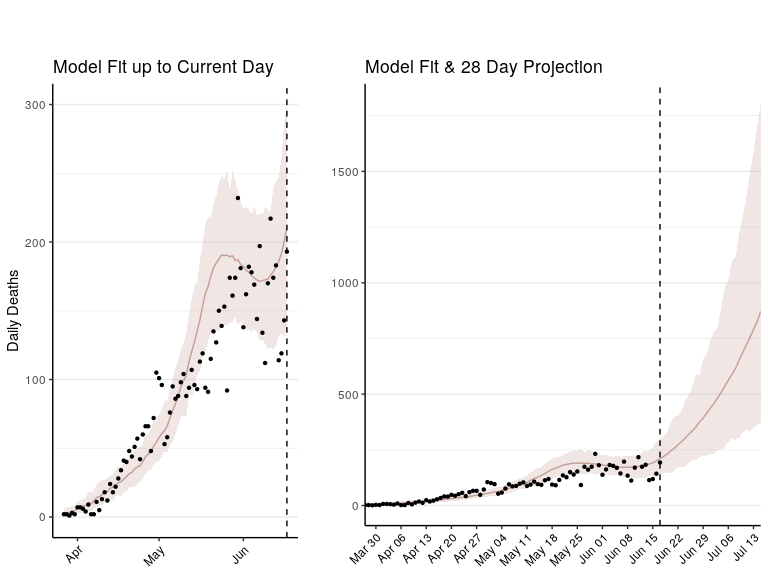 Model Fit up to Current Day
Daily Deaths
300
200
100
0
Apr
May
Jun
Model Fit & 28 Day Projection
1500
1000
500
0
Mar 30
Apr 06
Apr 13
Apr 20
Apr 27
May 04
May 11
May 18
May 25
Jun 01
Jun 08
Jun 15
Jun 22
Jun 29
Jul 06
Jul 13